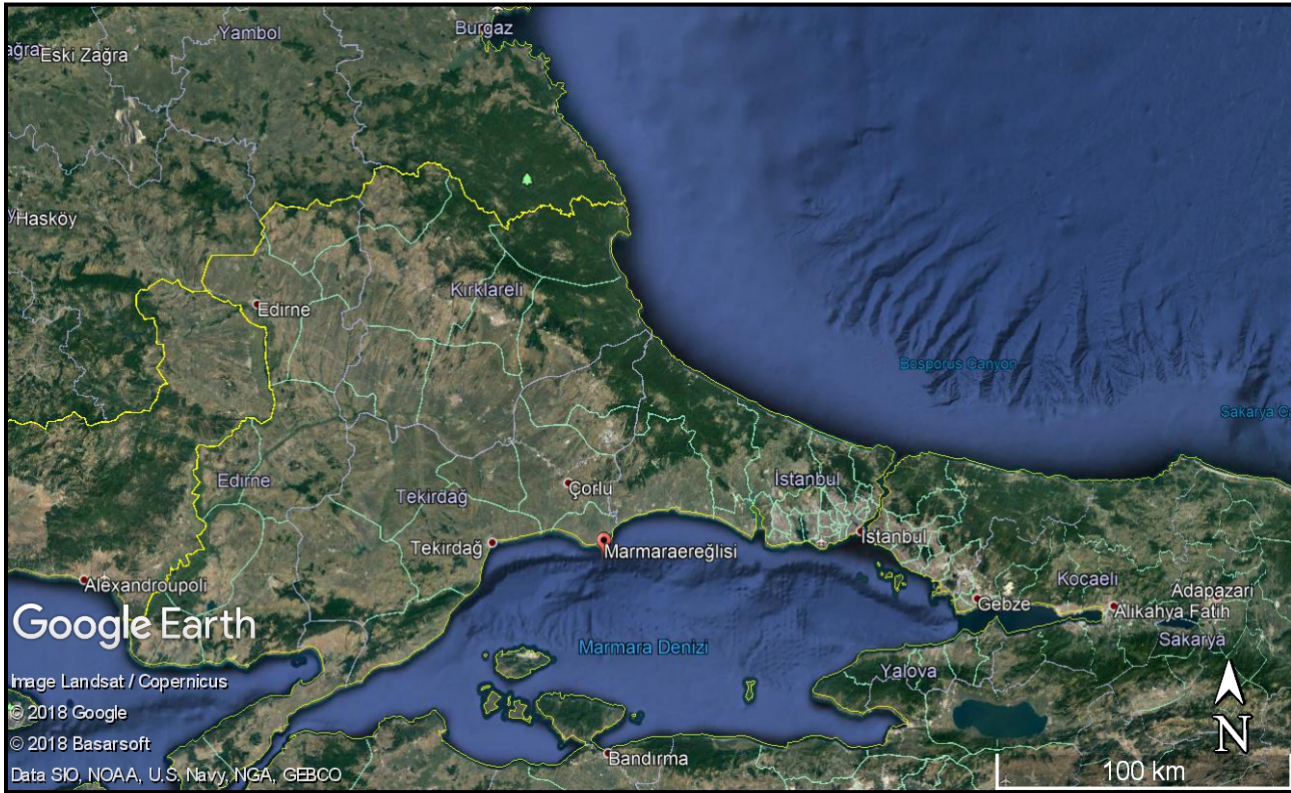 Burgaz
Yambol
ağra
Eski Zağra
Hasköy
Edirne
Kırklareli
Bosporus Canyon
Sakarya Ca
Edirne
Tekirdağ
Çorlu
İstanbul
Tekirdağ
Marmaraereğlisi
İstanbul
Alexandroupoli
Gebze
Kocaeli
Adapazarı
Alikahya Fatih
Google Earth
Marmara Denizi
Sakarya
Yalova
Image Landsat / Copernicus
© 2018 Google
© 2018 Basarsoft
Data SIO, NOAA, U.S. Navy, NGA, GEBCO
Bandırma
N
100 km